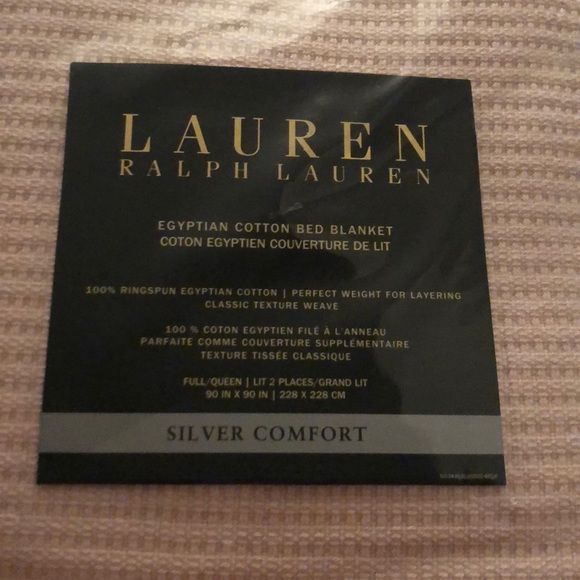 LAUREN
RALPH LAUREN
EGYPTIAN COTTON BED BLANKET
COTON EGYPTIEN COUVERTURE DE LIT
100% RINGSPUN EGYPTIAN COTTON | PERFECT WEIGHT FOR LAYERING
CLASSIC TEXTURE WEAVE
100 % COTON EGYPTIEN FILÉ À L'ANNEAU
PARFAITE COMME COUVERTURE SUPPLÉMENTAIRE
TEXTURE TISSÉE CLASSIQUE
FULL/QUEEN | LIT 2 PLACES/GRAND LIT
90 IN X 90 IN | 228 X 228 CM
SILVER COMFORT